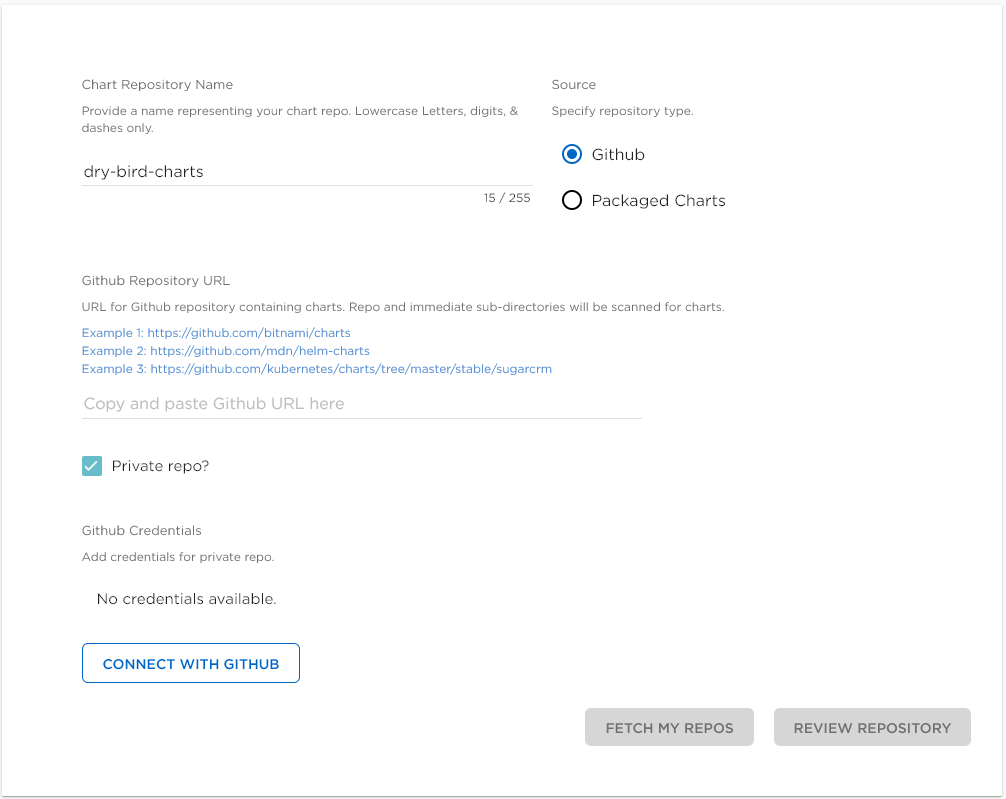 Chart Repository Name
Provide a name representing your chart repo. Lowercase Letters, digits, &
dashes only.
dry-bird-charts
15 / 255
Source
Specify repository type.
Github
Packaged Charts
Github Repository URL
URL for Github repository containing charts. Repo and immediate sub-directories will be scanned for charts.
Example 1: https://github.com/bitnami/charts
Example 2: https://github.com/mdn/helm-charts
Example 3: https://github.com/kubernetes/charts/tree/master/stable/sugarcrm
Copy and paste Github URL here
Private repo?
Github Credentials
Add credentials for private repo.
No credentials available.
CONNECT WITH GITHUB
FETCH MY REPOS
REVIEW REPOSITORY